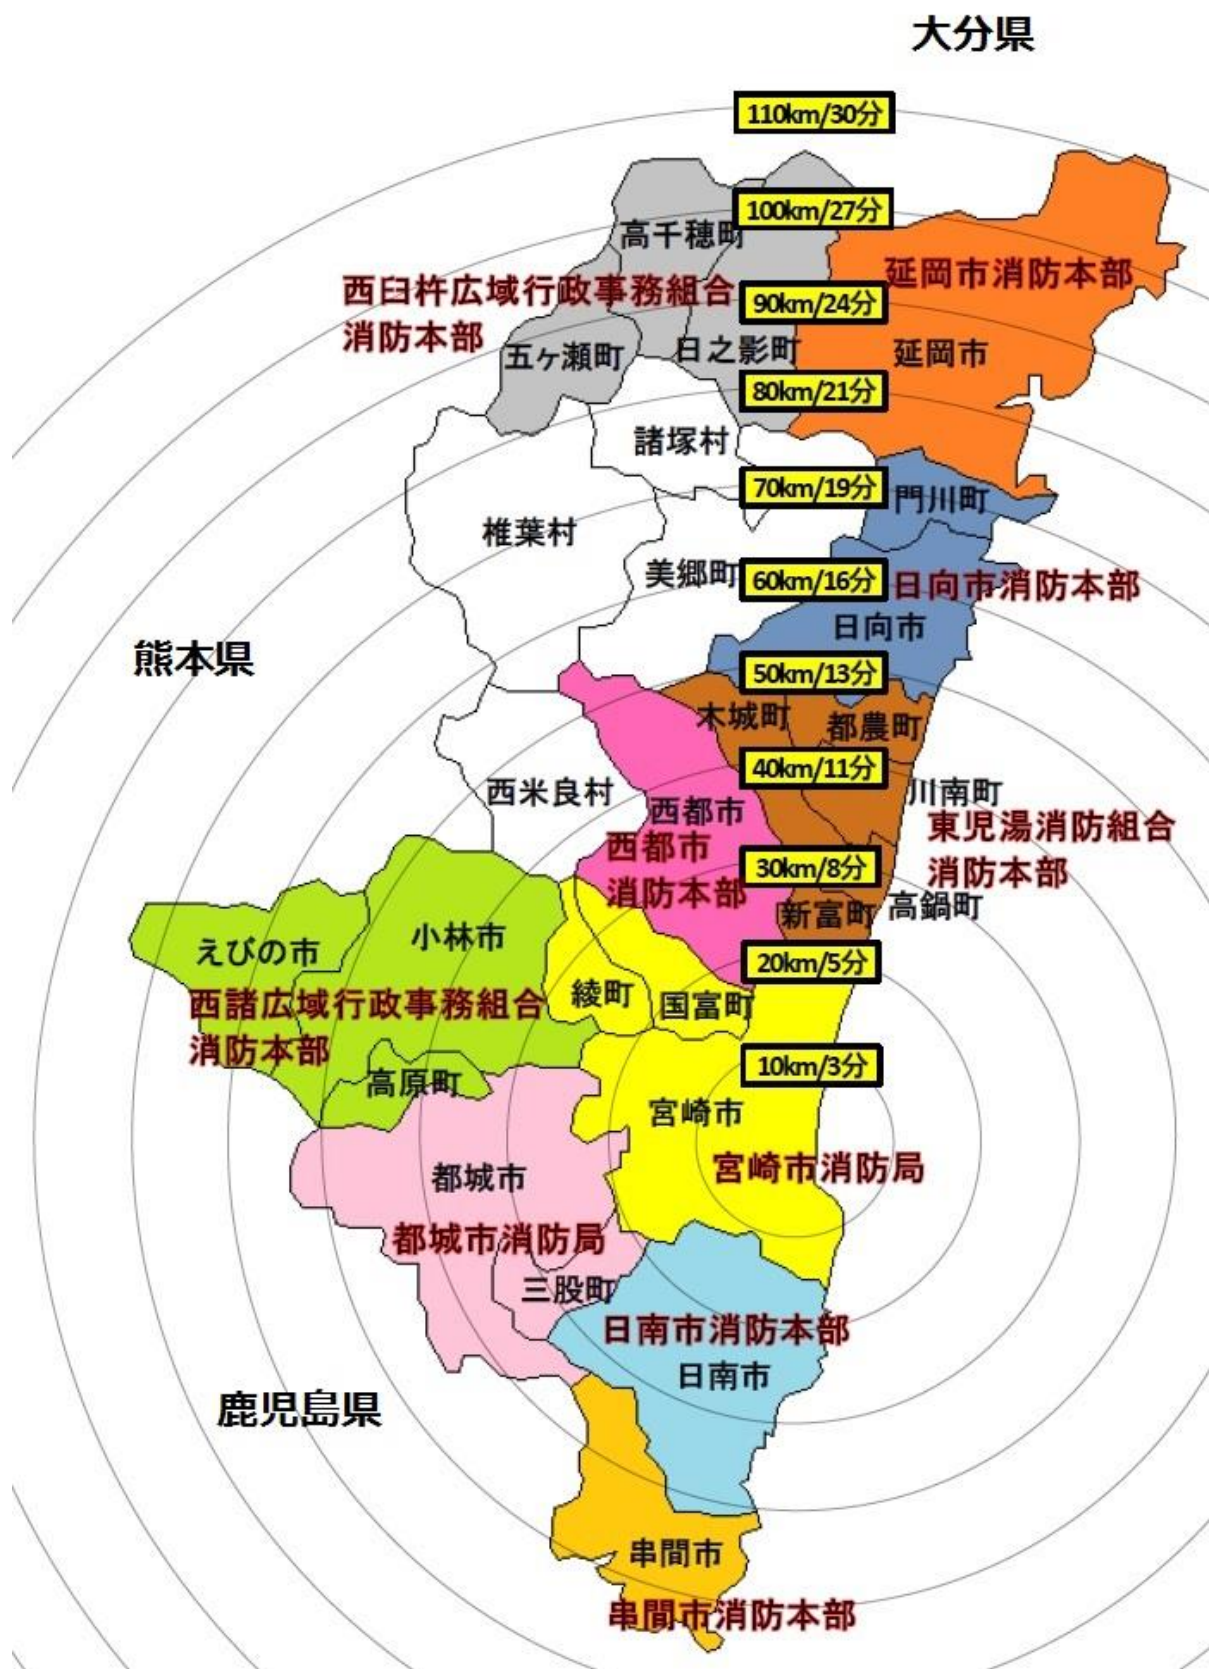 大分県
110km/30分
100km/27分
高千穂町
延岡市消防本部
西臼杵広域行政事務組合
消防本部
90km/24分
五ヶ瀬町
日之影町
延岡市
80km/21分
諸塚村
70km/19分
門川町
椎葉村
美郷町
60km/16分
日向市消防本部
日向市
熊本県
50km/13分
木城町
都農町
40km/11分
西米良村
川南町
西都市
東児湯消防組合
消防本部
西都市
消防本部
30km/8分
新富町
高鍋町
小林市
えびの市
20km/5分
綾町
国富町
西諸広域行政事務組合
消防本部
10km/3分
高原町
宮崎市
宮崎市消防局
都城市
都城市消防局
三股町
日南市消防本部
日南市
鹿児島県
串間市
串間市消防本部